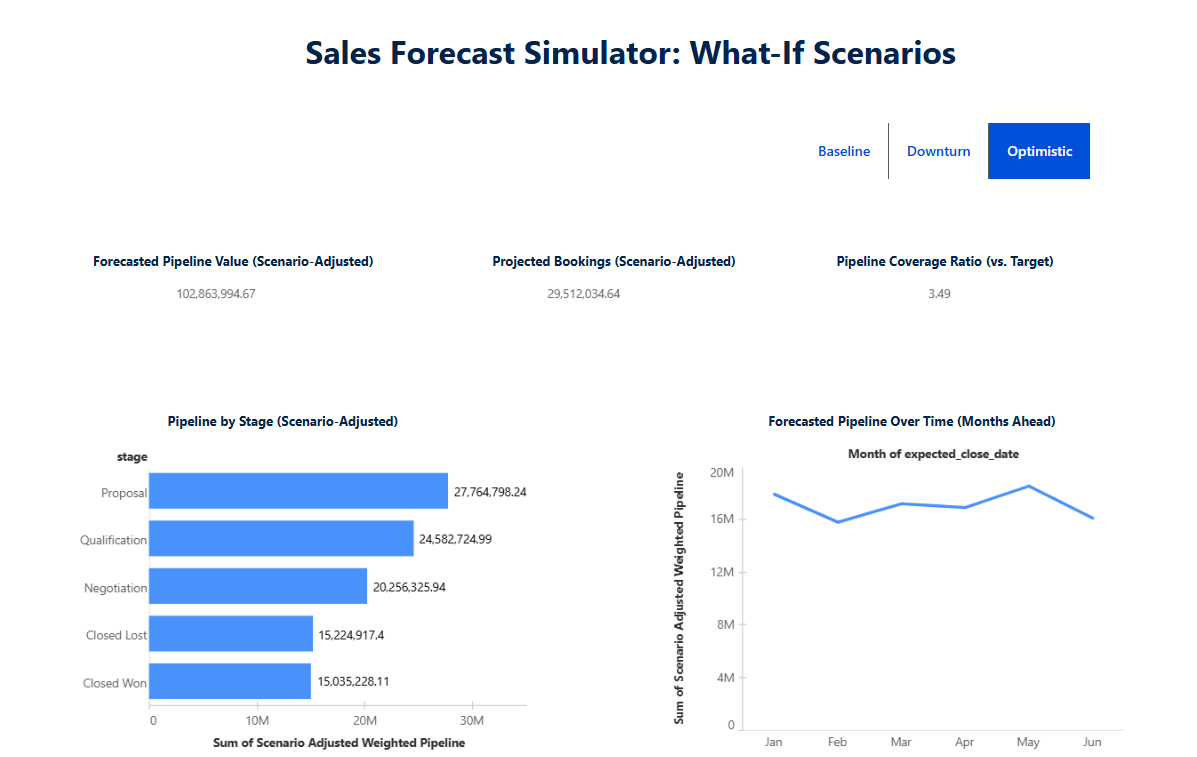 Sales Forecast Simulator: What-If Scenarios
Baseline
Downturn
Optimistic
Forecasted Pipeline Value (Scenario-Adjusted)
102,863,994.67
Projected Bookings (Scenario-Adjusted)
29,512,034.64
Pipeline Coverage Ratio (vs. Target)
3.49
Pipeline by Stage (Scenario-Adjusted)
stage
Proposal 27,764,798.24
Qualification 24,582,724.99
Negotiation 20,256,325.94
Closed Lost 15,224,917.4
Closed Won 15,035,228.11
0 10M 20M 30M
Sum of Scenario Adjusted Weighted Pipeline
Forecasted Pipeline Over Time (Months Ahead)
Month of expected_close_date
Sum of Scenario Adjusted Weighted Pipeline
20M
16M
12M
8M
4M
0
Jan Feb Mar Apr May Jun